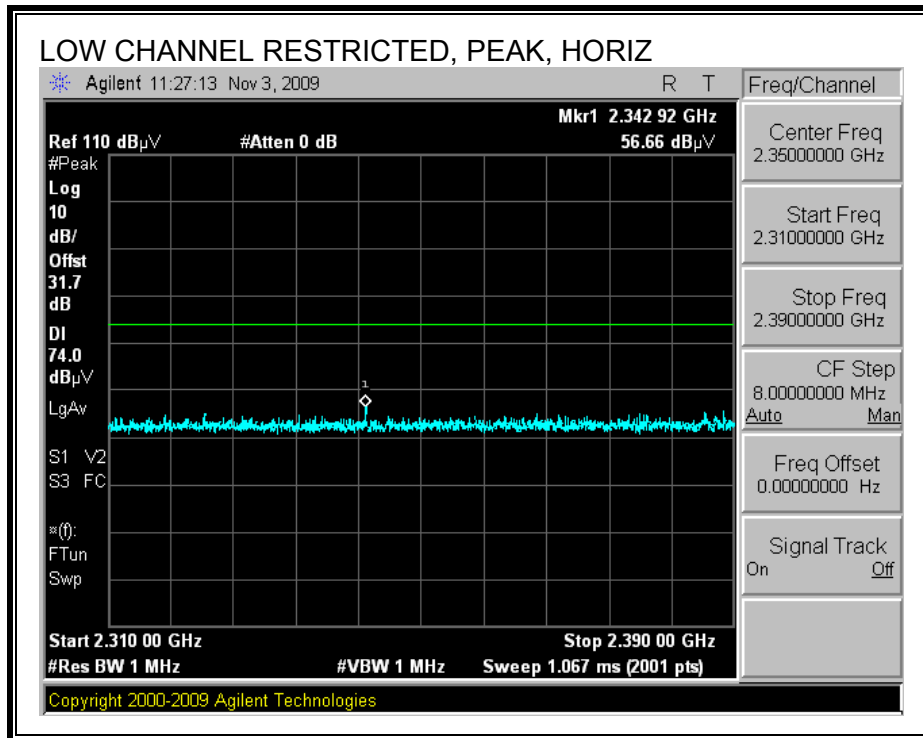 LOW CHANNEL RESTRICTED, PEAK, HORIZ
Agilent 11:27:13 Nov 3, 2009 R T
Freq/Channel
Mkr1 2.342 92 GHz
Ref 110 dBµV #Atten 0 dB 56.66 dBµV
#Peak
Log
10
dB/
Offst
31.7
dB
DI
74.0
dBµV
LgAv
1
S1 V2
S3 FC
¤(f):
FTun
Swp
Start 2.310 00 GHz Stop 2.390 00 GHz
#Res BW 1 MHz #VBW 1 MHz Sweep 1.067 ms (2001 pts)
Center Freq
2.35000000 GHz
Start Freq
2.31000000 GHz
Stop Freq
2.39000000 GHz
CF Step
8.00000000 MHz
Auto Man
Freq Offset
0.00000000 Hz
Signal Track
On Off
Copyright 2000-2009 Agilent Technologies